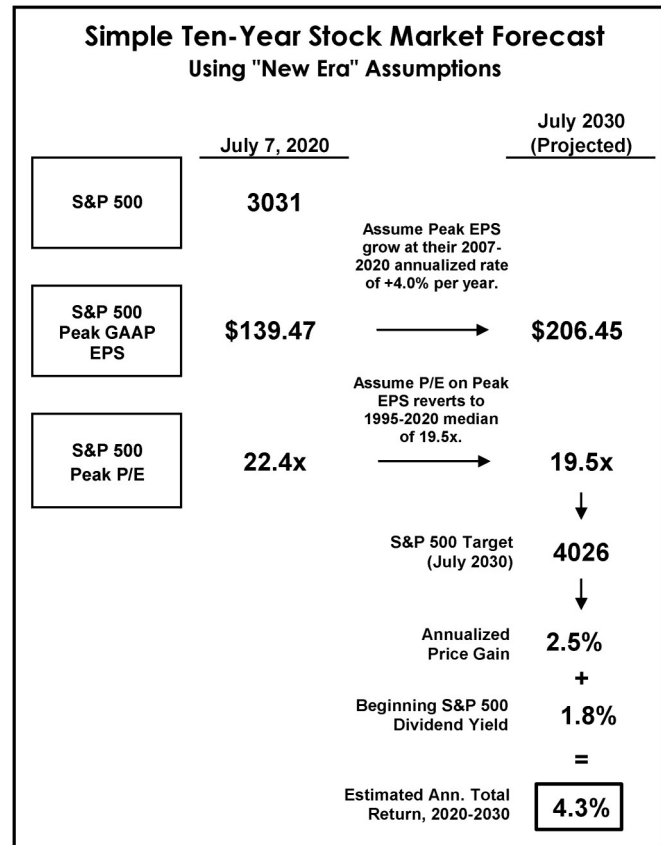 Simple Ten-Year Stock Market Forecast
Using "New Era" Assumptions
July 7, 2020
July 2030
(Projected)
S&P 500
3031
Assume Peak EPS
grow at their 2007-
2020 annualized rate
of +4.0% per year.
S&P 500
Peak GAAP
EPS
$139.47
$206.45
Assume P/E on Peak
EPS reverts to
1995-2020 median
of 19.5x.
S&P 500
Peak P/E
22.4x
19.5x
S&P 500 Target
(July 2030)
4026
Annualized
Price Gain
2.5%
+
Beginning S&P 500
Dividend Yield
1.8%
=
Estimated Ann. Total
Return, 2020-2030
4.3%